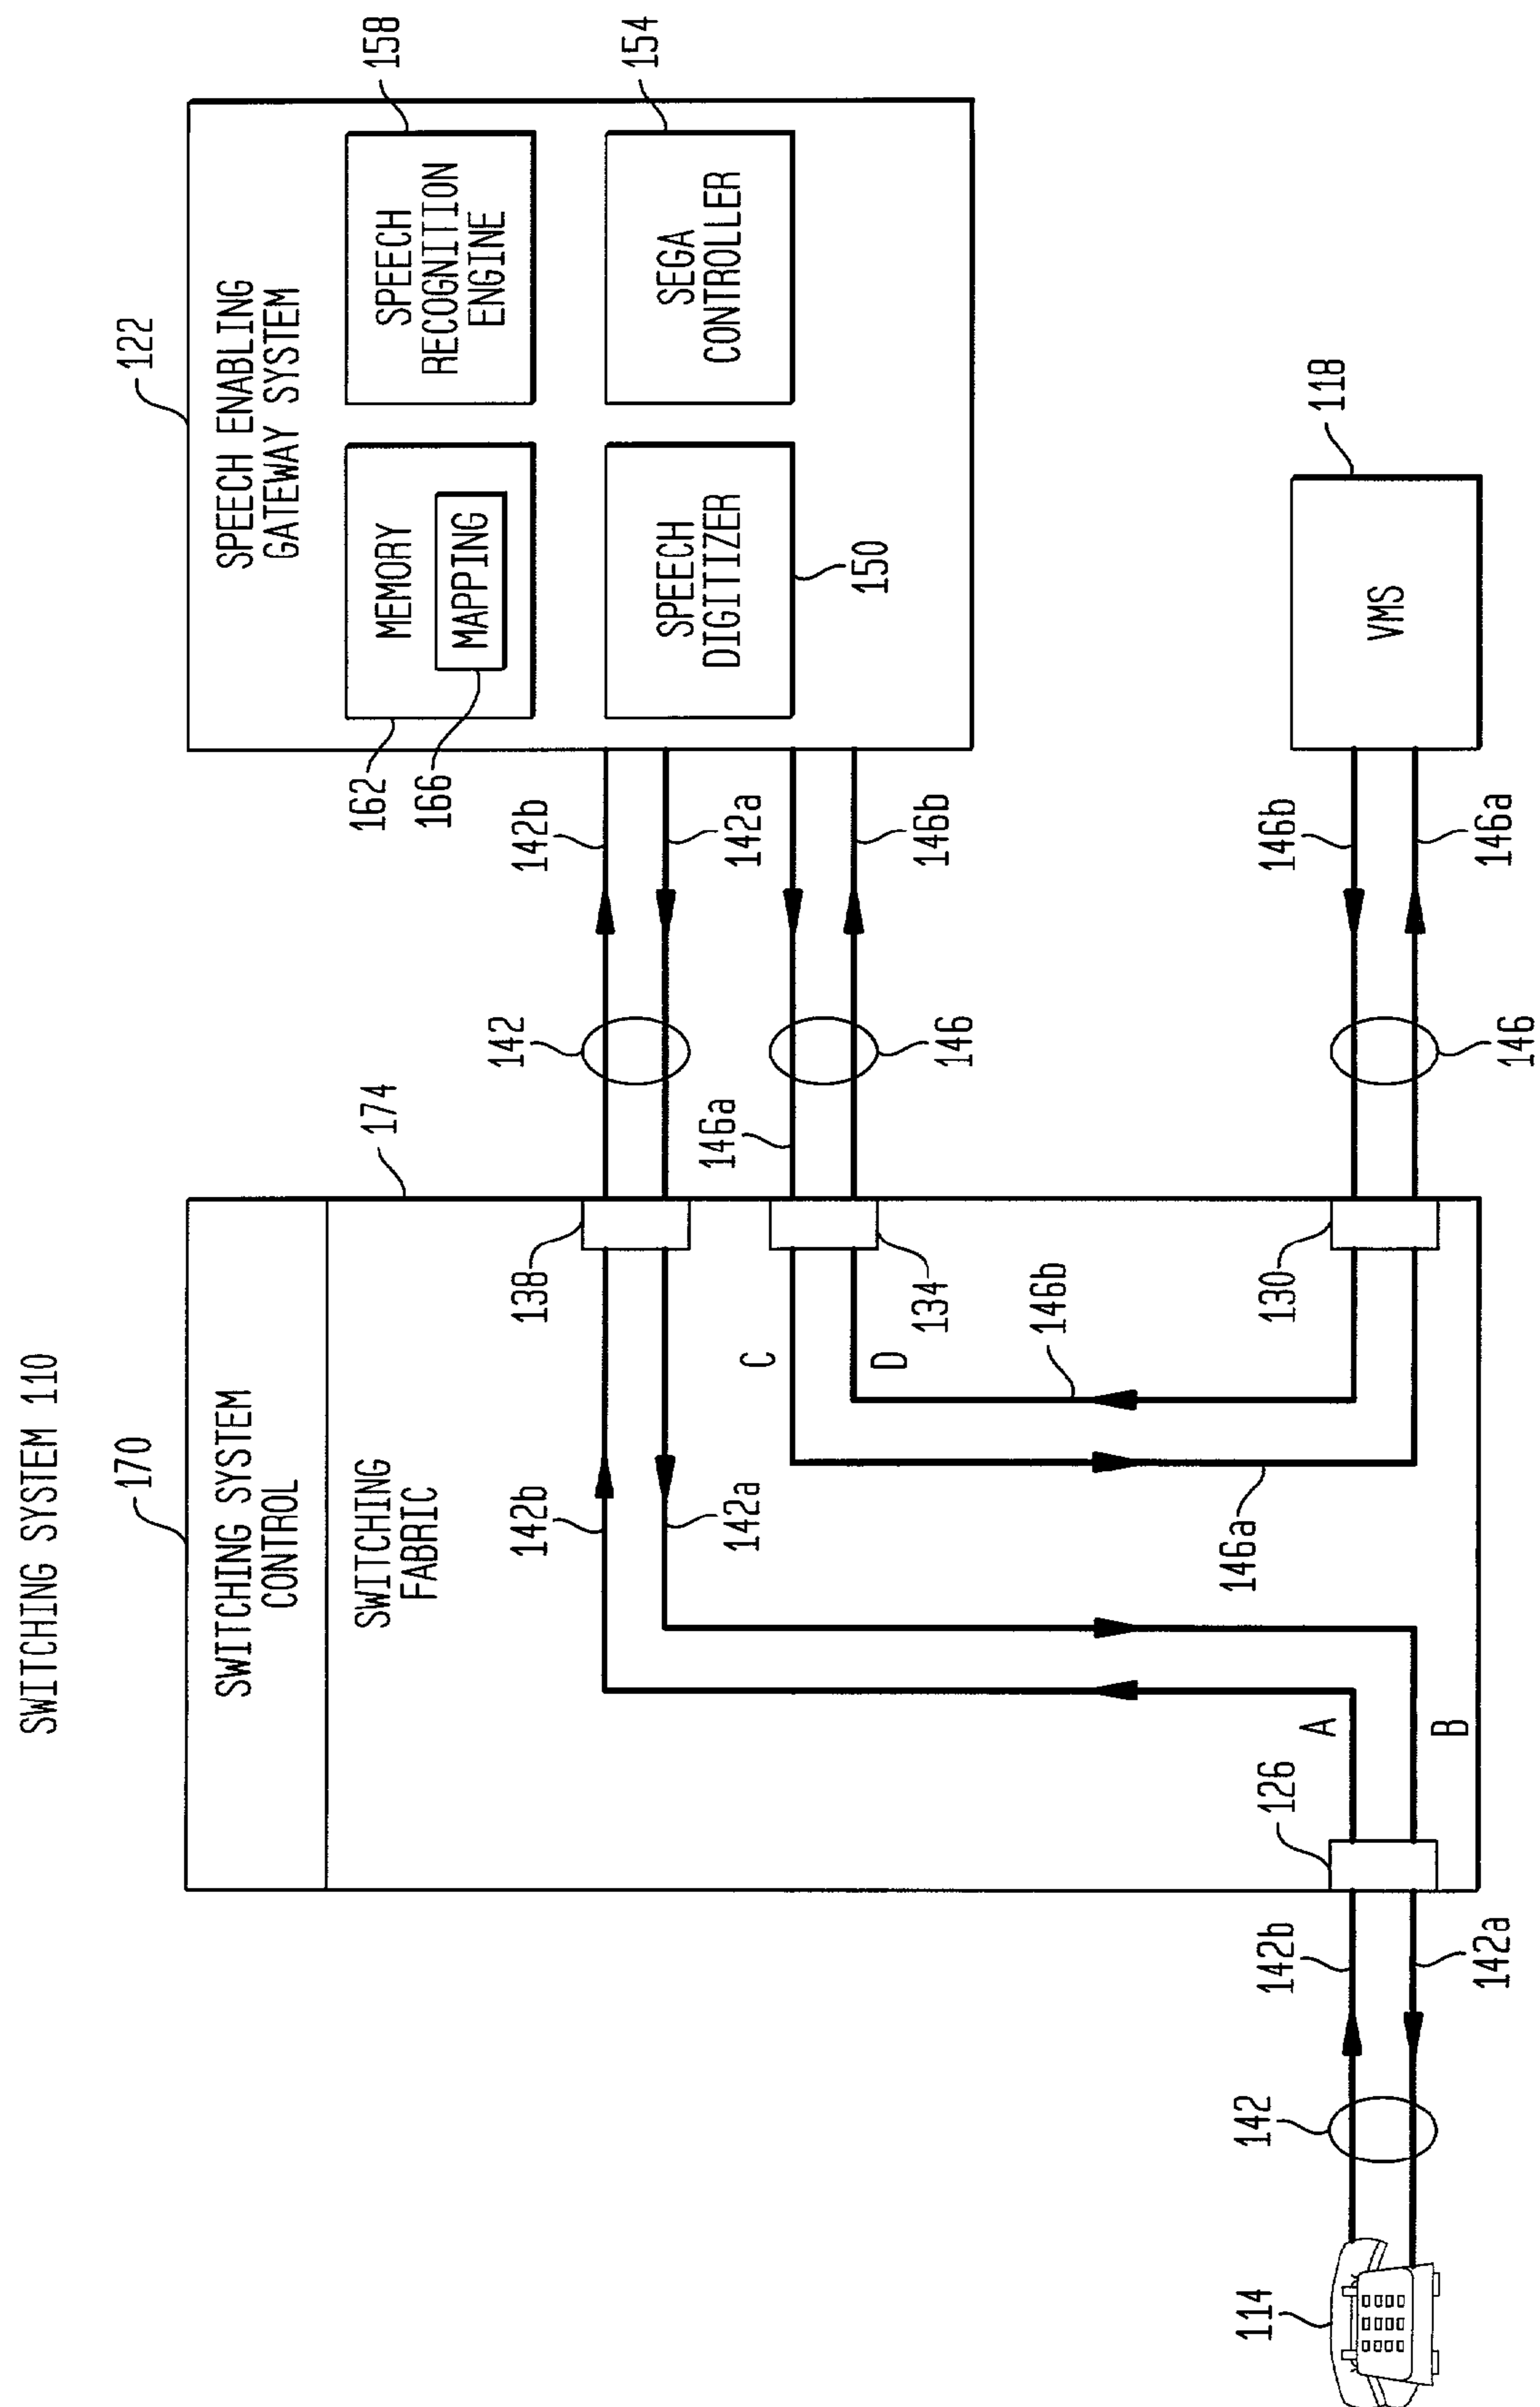 SWITCHING SYSTEM 110
170
SWITCHING SYSTEM
CONTROL
SWITCHING
FABRIC
174
122
SPEECH ENABLING
GATEWAY SYSTEM
MEMORY
MAPPING
162
166
SPEECH
RECOGNITION
ENGINE
158
SPEECH
DIGITIZER
150
SEGA
CONTROLLER
154
142b
142a
142
138
142b
142a
146a
146
146b
C
D
134
146b
146a
130
146b
146a
146
VMS
118
A
B
126
142b
142a
142
114